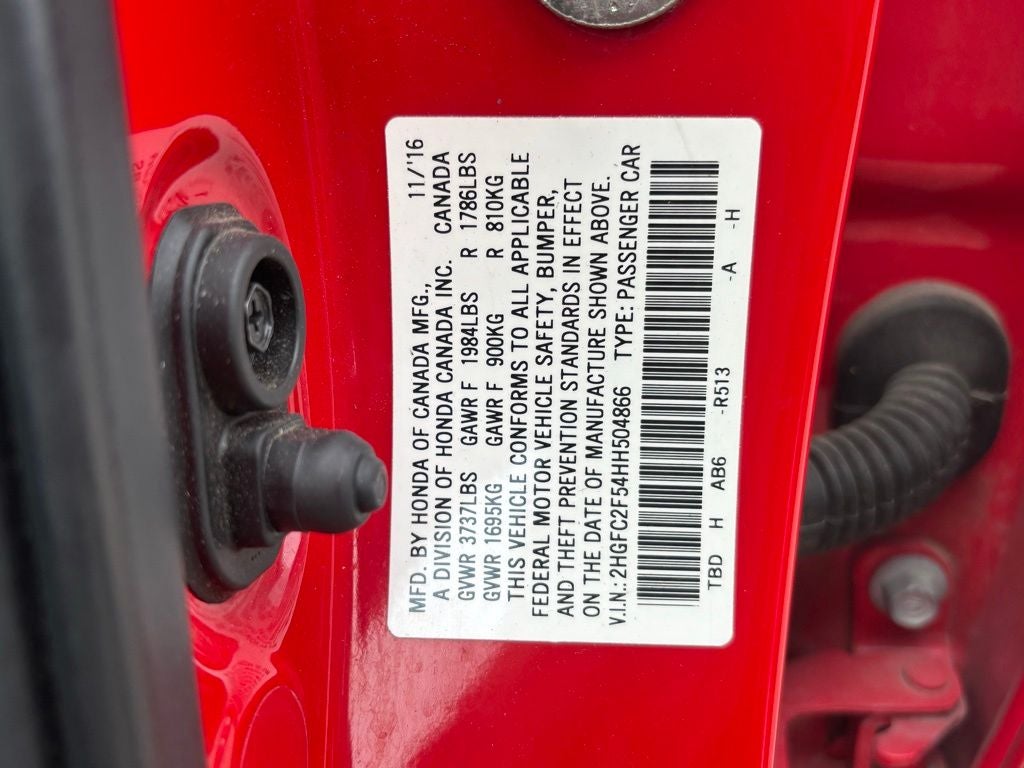 11/'16
MFD. BY HONDA OF CANADA MFG.,
A DIVISION OF HONDA CANADA INC. CANADA
GVWR 3737LBS GAWR F 1984LBS R 1786LBS
GVWR 1695KG GAWR F 900KG R 810KG
THIS VEHICLE CONFORMS TO ALL APPLICABLE
FEDERAL MOTOR VEHICLE SAFETY, BUMPER,
AND THEFT PREVENTION STANDARDS IN EFFECT
ON THE DATE OF MANUFACTURE SHOWN ABOVE.
V.I.N.: 2HGFC2F54HH504866 TYPE: PASSENGER CAR
TBD H AB6 -R513 -A -H